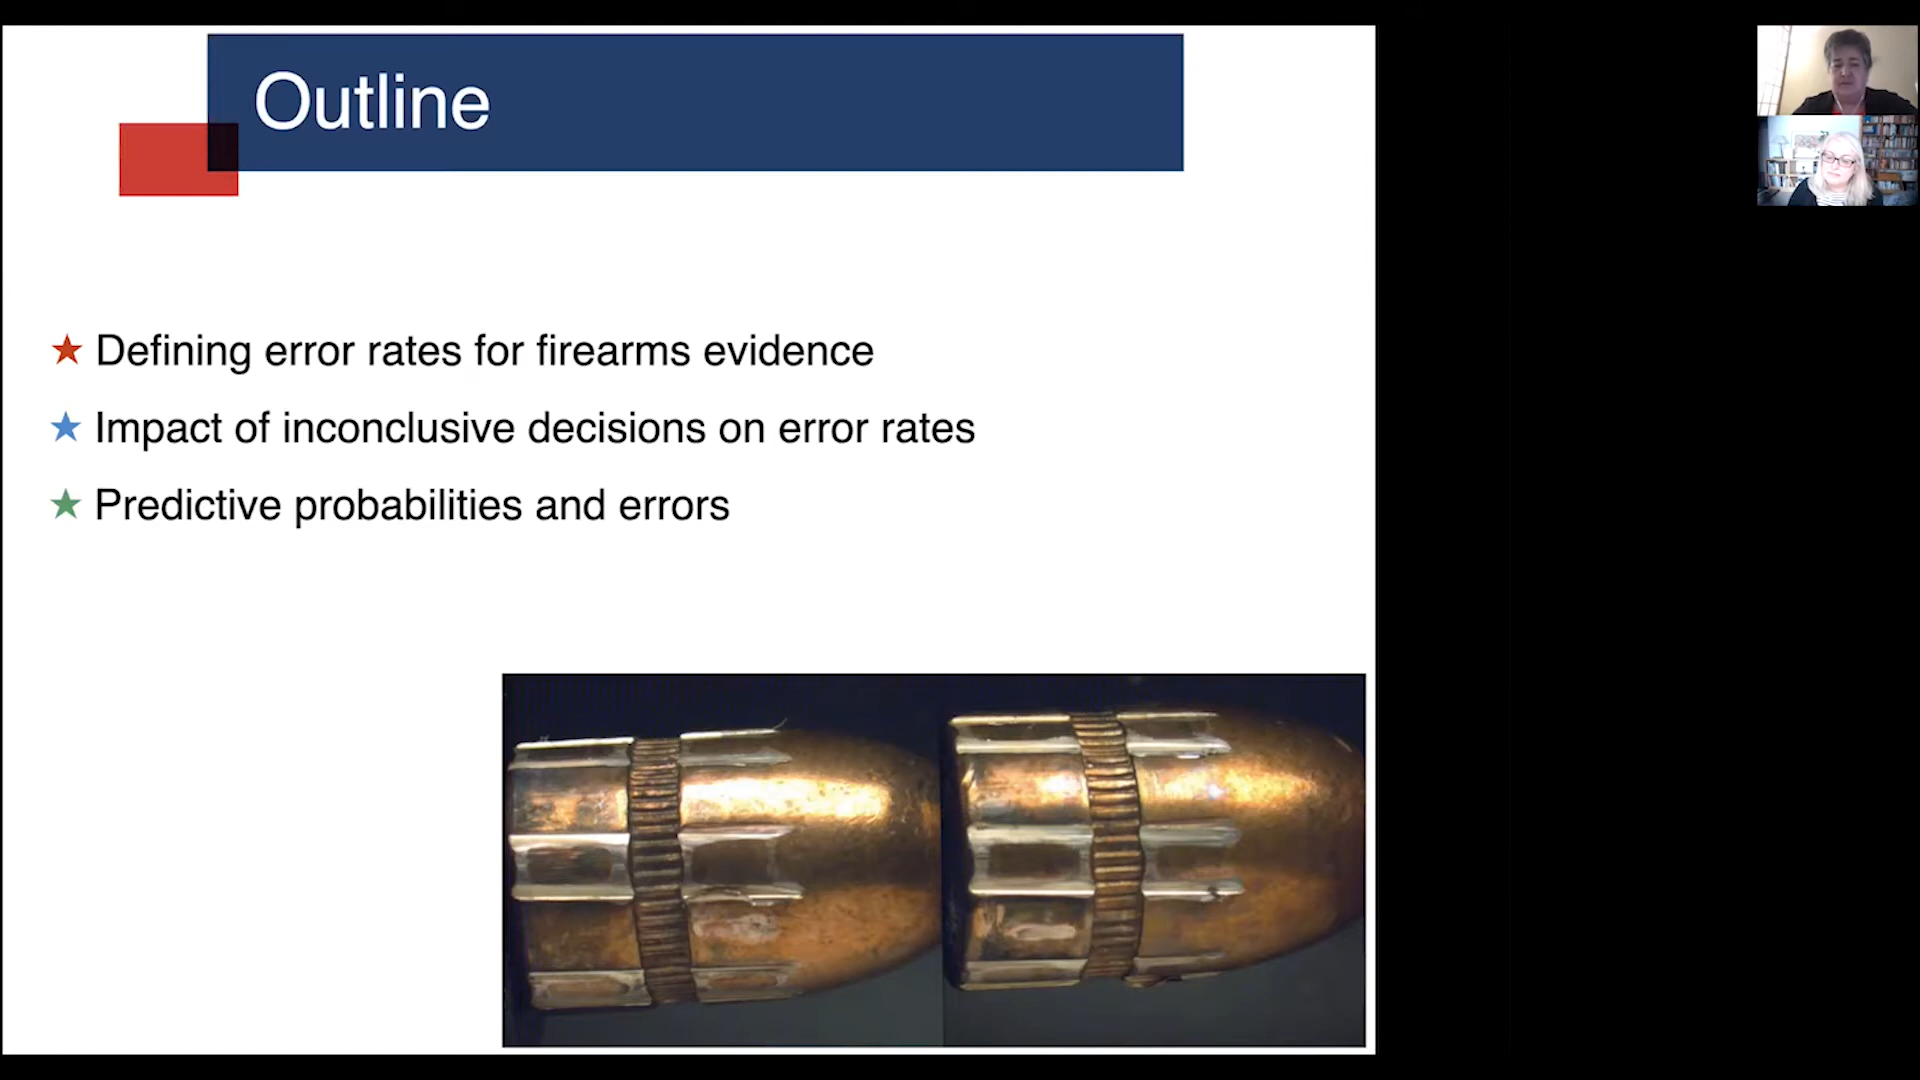 Outline
Defining error rates for firearms evidence
Impact of inconclusive decisions on error rates
Predictive probabilities and errors